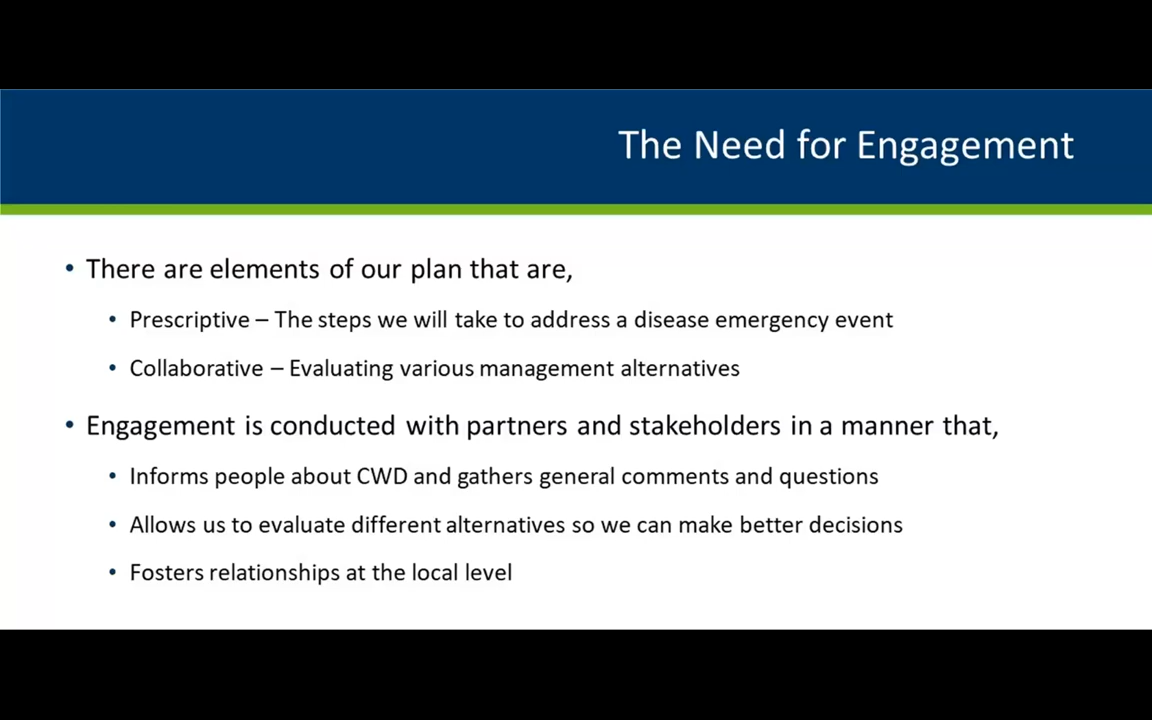 The Need for Engagement
• There are elements of our plan that are,
• Prescriptive – The steps we will take to address a disease emergency event
• Collaborative – Evaluating various management alternatives
• Engagement is conducted with partners and stakeholders in a manner that,
• Informs people about CWD and gathers general comments and questions
• Allows us to evaluate different alternatives so we can make better decisions
• Fosters relationships at the local level